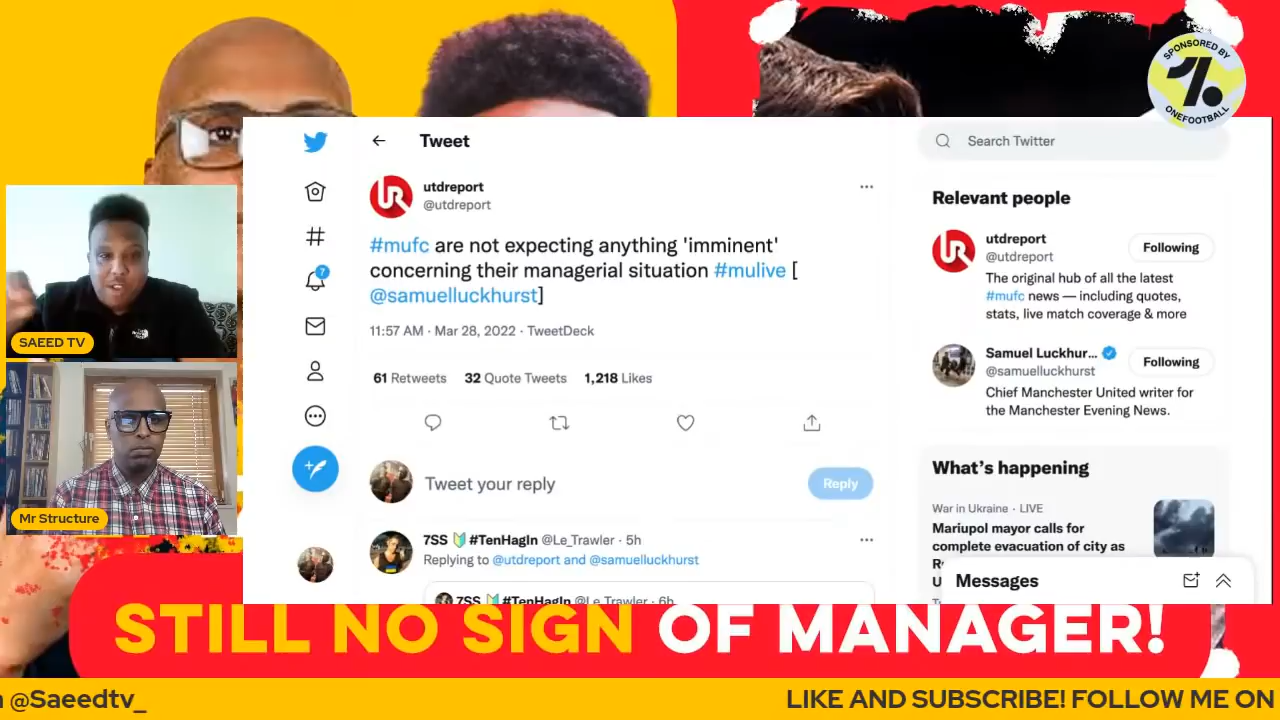 SPONSORED BY
ONEFOOTBALL
Tweet
Search Twitter
utdreport
@utdreport
#mufc are not expecting anything 'imminent'
concerning their managerial situation #mulive [
@samuelluckhurst]
11:57 AM · Mar 28, 2022 · TweetDeck
61 Retweets 32 Quote Tweets 1,218 Likes
Tweet your reply
Reply
7SS #TenHagIn @Le_Trawler · 5h
Replying to @utdreport and @samuelluckhurst
7SS #TenHagIn @Le_Trawler · 6h
7
Relevant people
utdreport
@utdreport
Following
The original hub of all the latest
#mufc news — including quotes,
stats, live match coverage & more
Samuel Luckhur...
@samuelluckhurst
Following
Chief Manchester United writer for
the Manchester Evening News.
What's happening
War in Ukraine · LIVE
Mariupol mayor calls for
complete evacuation of city as
Messages
SAEED TV
Mr Structure
STILL NO SIGN OF MANAGER!
@Saeedtv_
LIKE AND SUBSCRIBE! FOLLOW ME ON